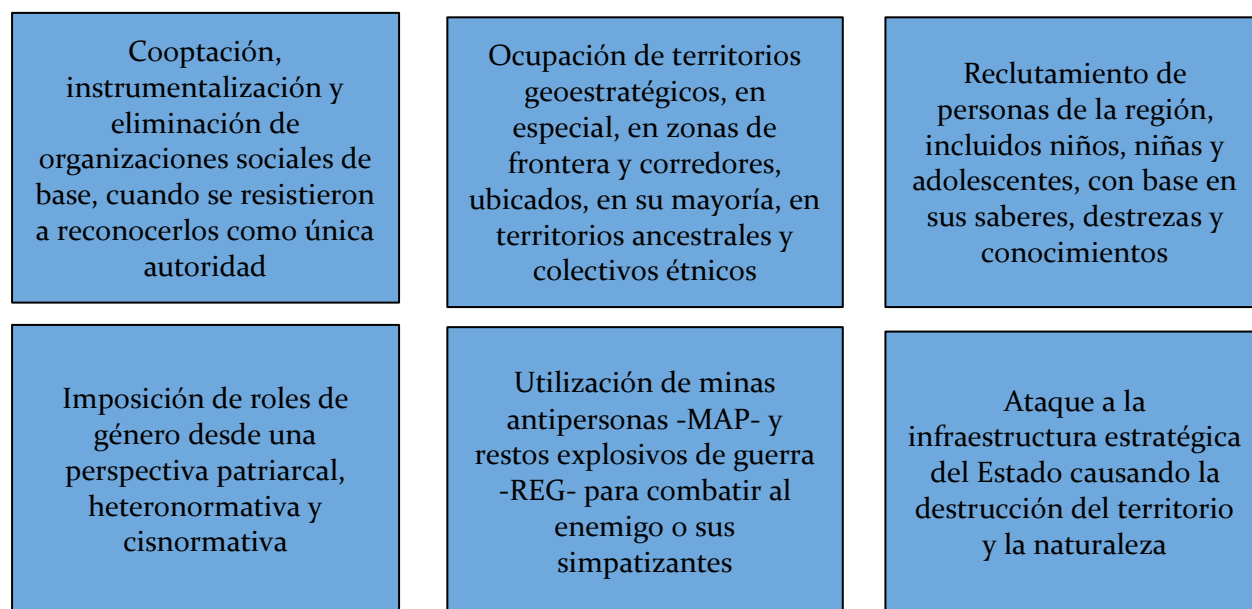 Cooptación,
instrumentalización y
eliminación de
organizaciones sociales de
base, cuando se resistieron
a reconocerlos como única
autoridad
Ocupación de territorios
geoestratégicos, en
especial, en zonas de
frontera y corredores,
ubicados, en su mayoría, en
territorios ancestrales y
colectivos étnicos
Reclutamiento de
personas de la región,
incluidos niños, niñas y
adolescentes, con base en
sus saberes, destrezas y
conocimientos
Imposición de roles de
género desde una
perspectiva patriarcal,
heteronormativa y
cisnormativa
Utilización de minas
antipersonas -MAP- y
restos explosivos de guerra
-REG- para combatir al
enemigo o sus
simpatizantes
Ataque a la
infraestructura estratégica
del Estado causando la
destrucción del territorio
y la naturaleza